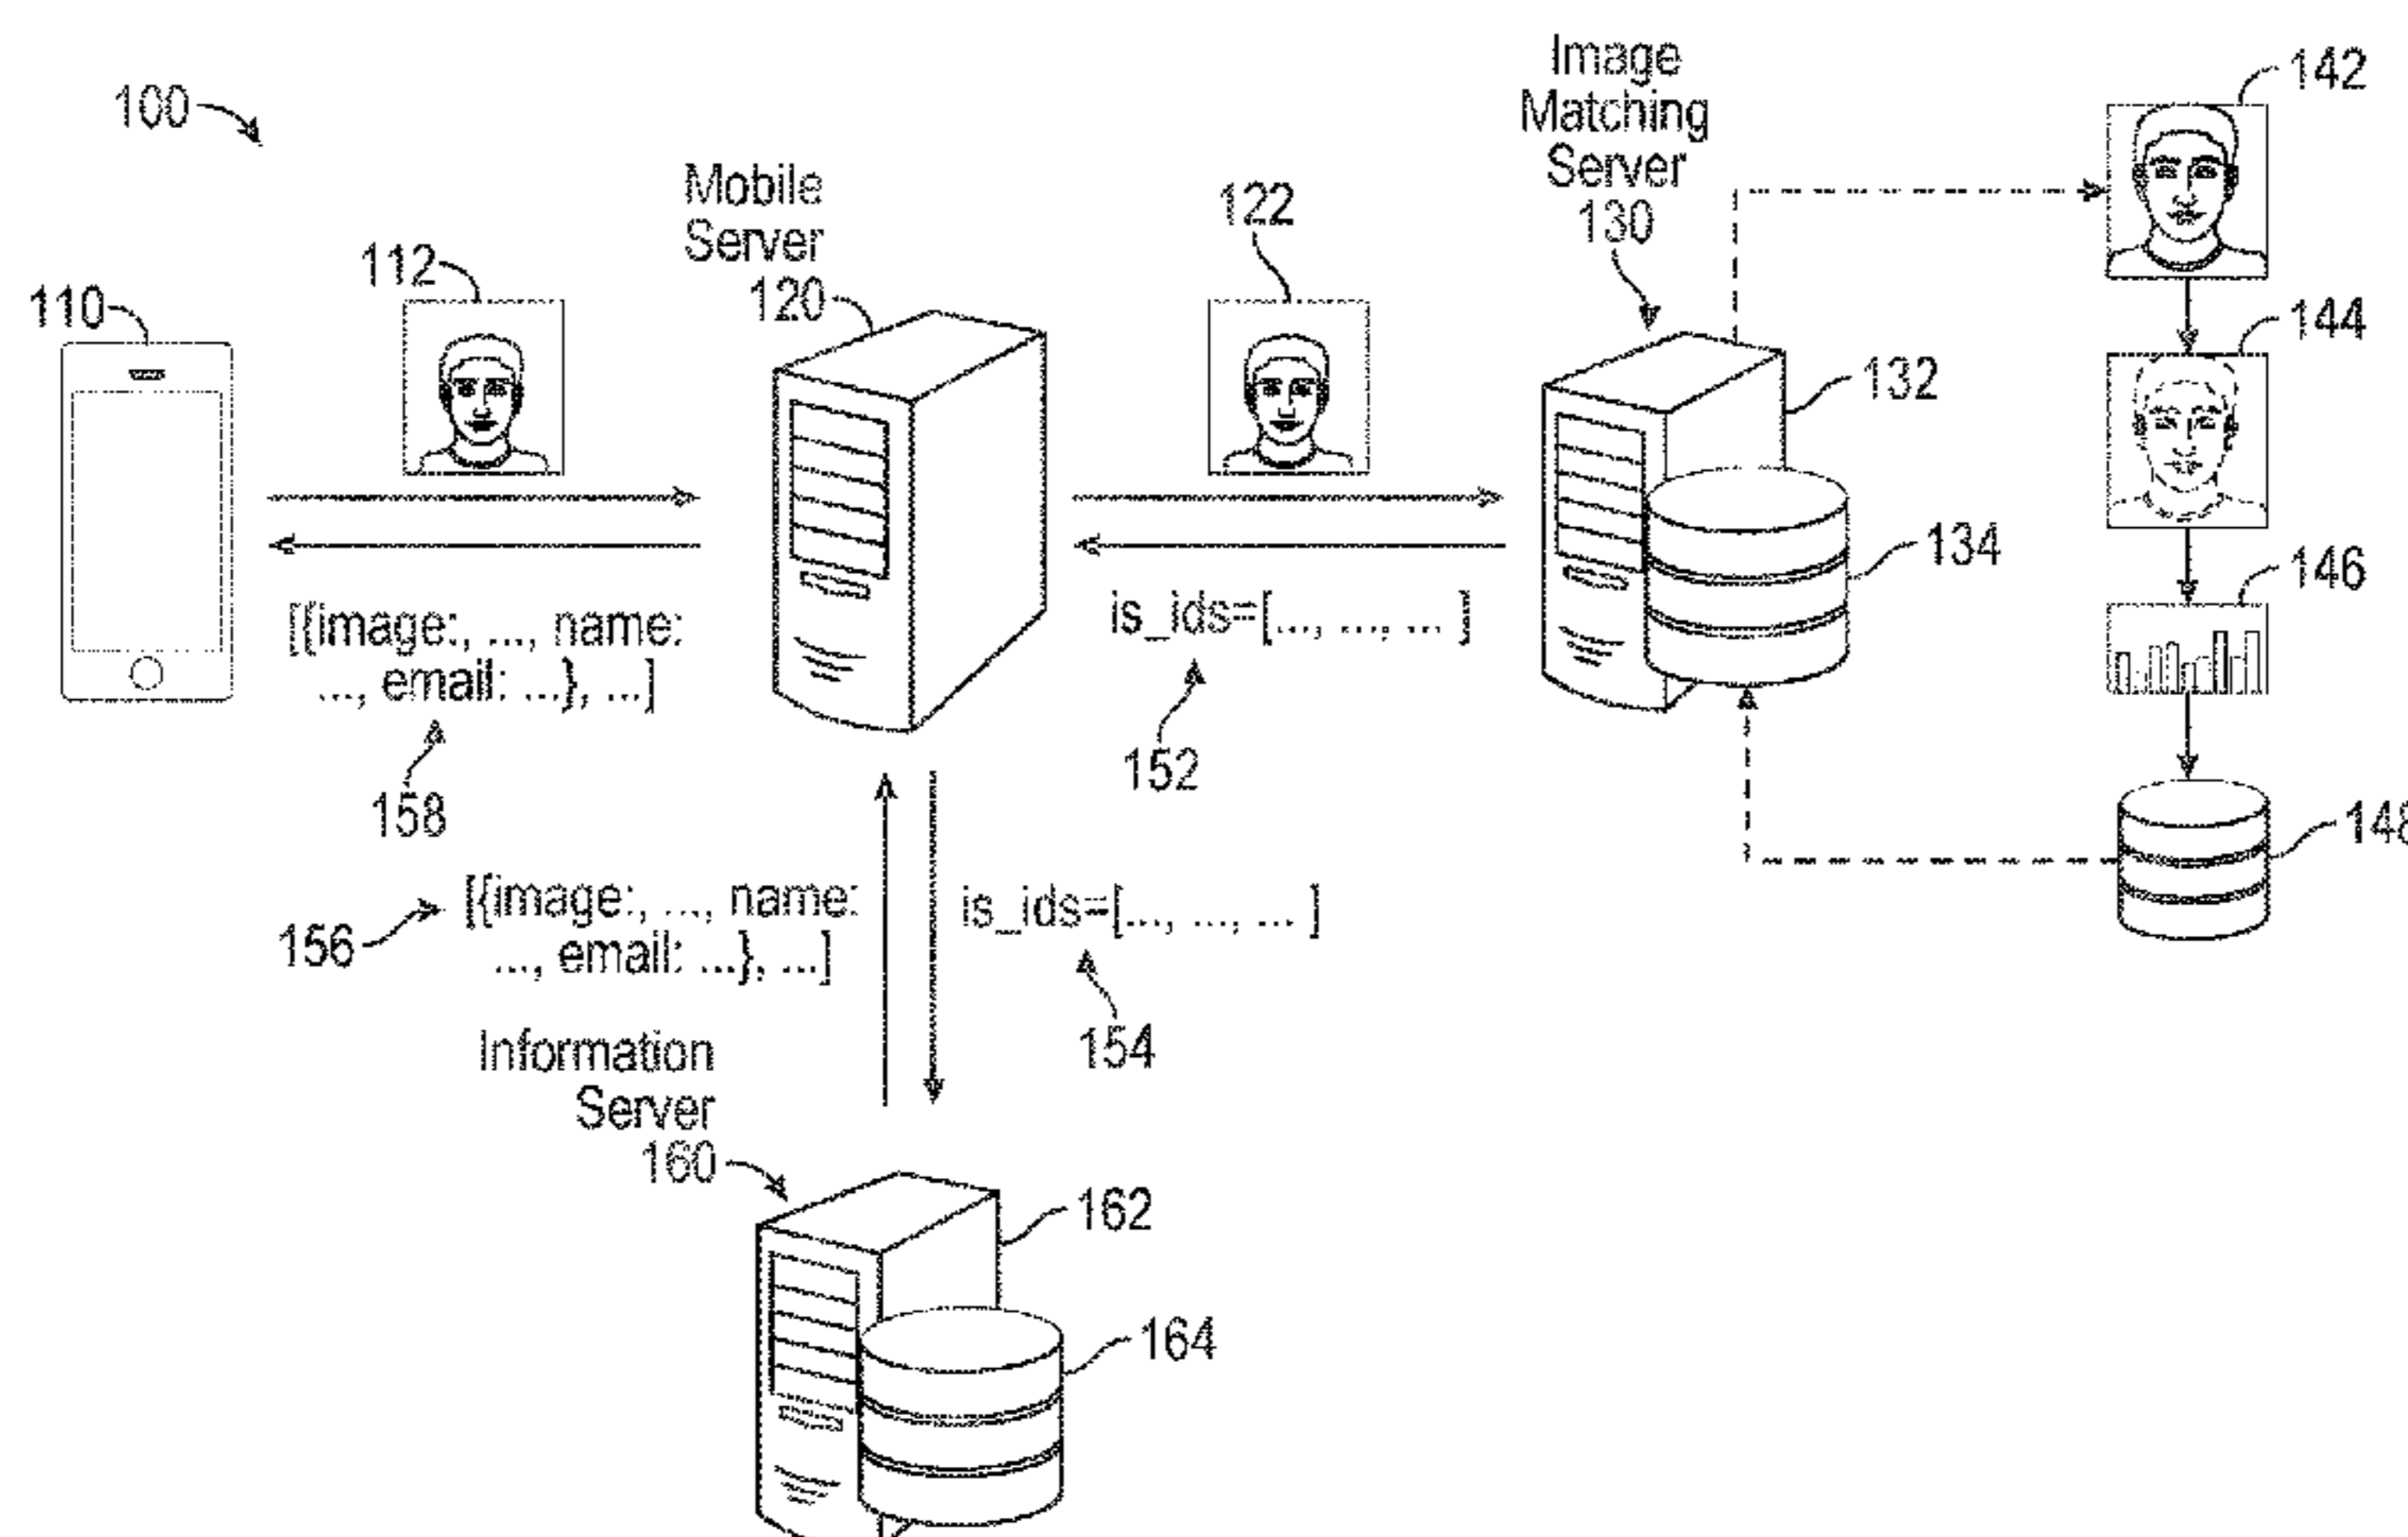 100
110
112
Mobile
Server
120
122
Image
Matching
Server
130
132
134
142
144
146
148
[{image:, ..., name:
..., email: ...}, ...]
158
is_ids=[..., ..., ... ]
152
156
[{image:, ..., name:
..., email: ...}, ...]
is_ids=[..., ..., ... ]
154
Information
Server
160
162
164